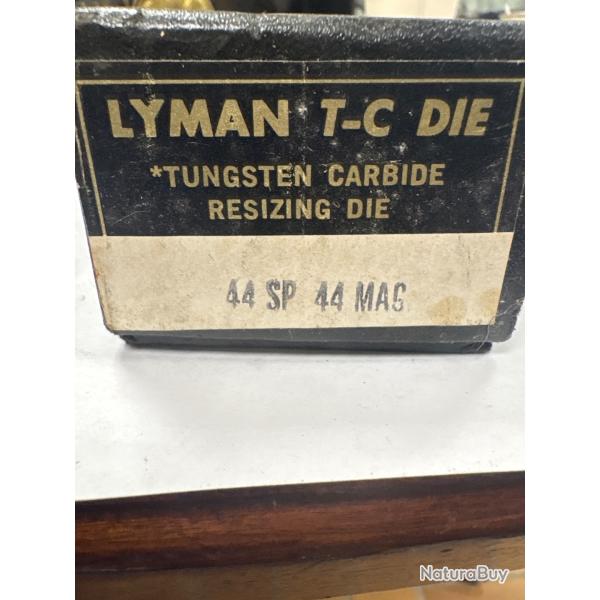 LYMAN T-C DIE
*TUNGSTEN CARBIDE
RESIZING DIE
44 SP 44 MAG
NaturaBuy